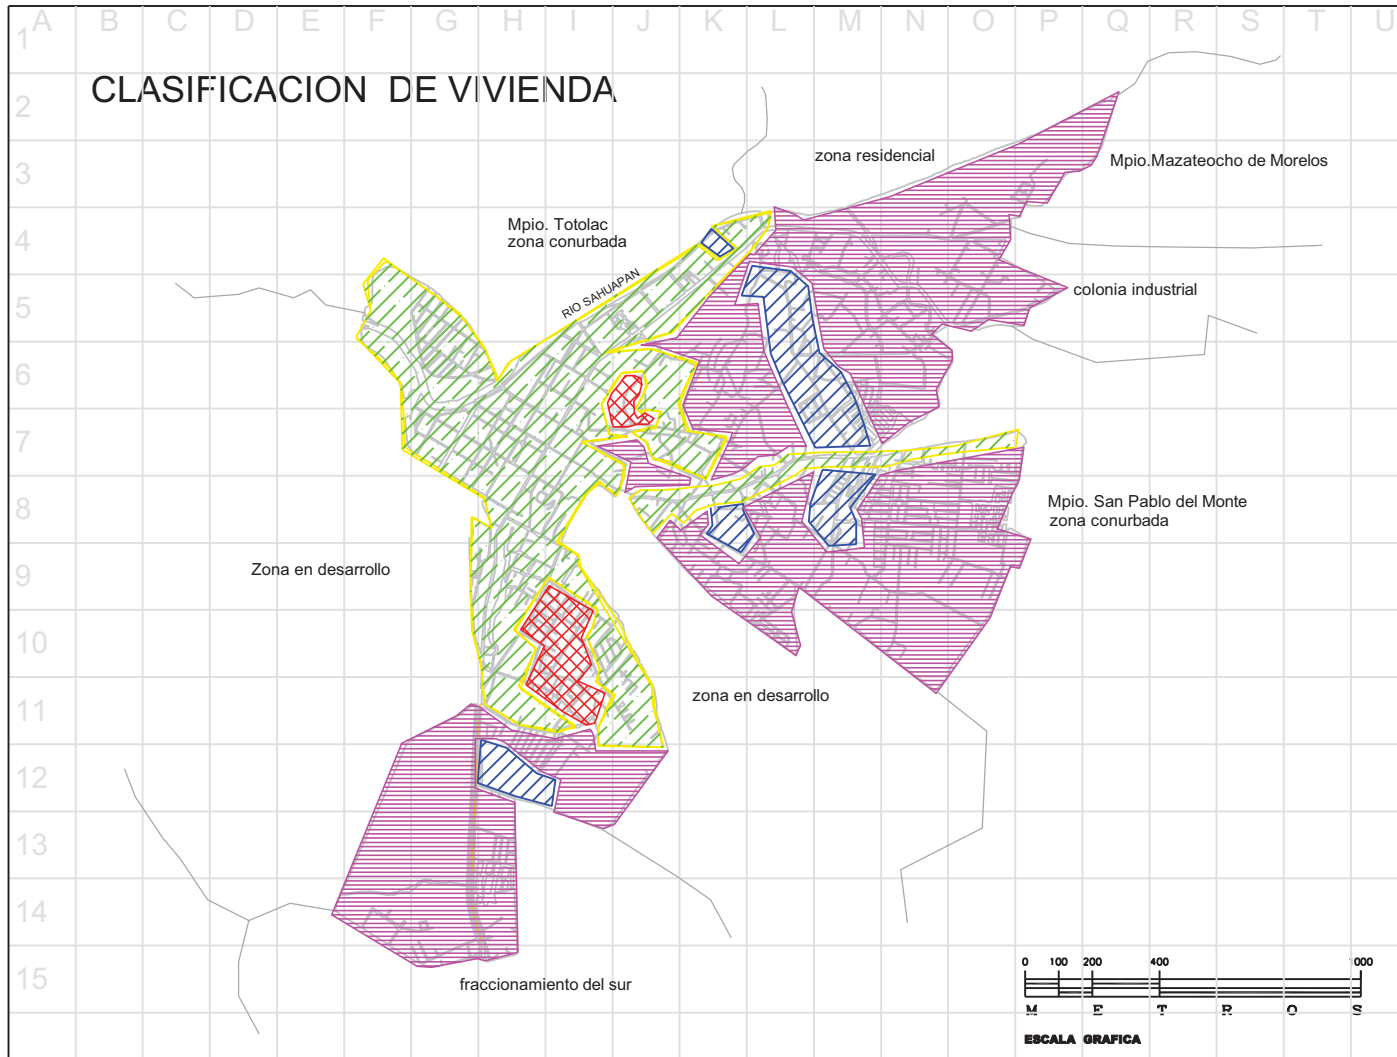 A B C D E F G H I J K L M N O P Q R S T U
1
CLASIFICACION DE VIVIENDA
2
zona residencial
Mpio.Mazateocho de Morelos
3
Mpio. Totolac
zona conurbada
4
RIO SAHUAPAN
colonia industrial
5
6
7
Mpio. San Pablo del Monte
zona conurbada
8
Zona en desarrollo
9
10
zona en desarrollo
11
12
13
14
fraccionamiento del sur
15
0 100 200 400 1000
M E T R O S
ESCALA GRAFICA